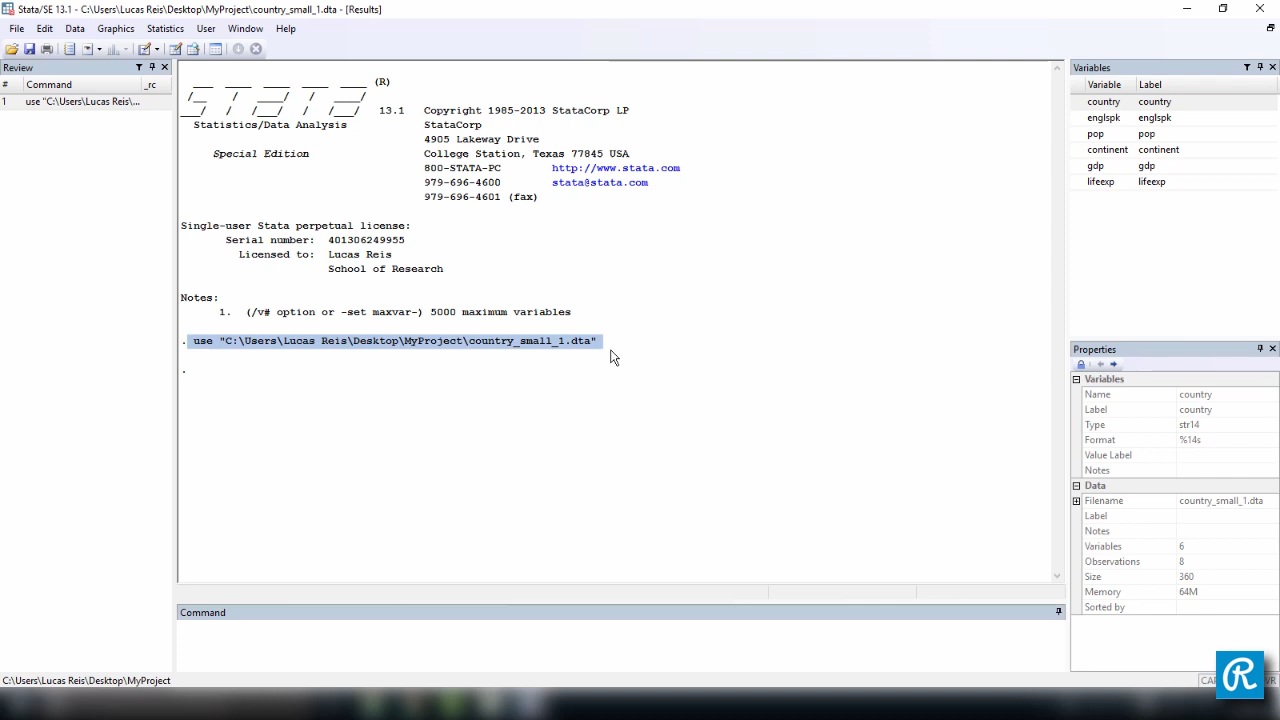 Stata/SE 13.1 - C:\Users\Lucas Reis\Desktop\MyProject\country_small_1.dta - [Results]
File Edit Data Graphics Statistics User Window Help
Review
# Command _rc
1 use "C:\Users\Lucas Reis\...
(R)
13.1 Copyright 1985-2013 StataCorp LP
Statistics/Data Analysis StataCorp
4905 Lakeway Drive
Special Edition College Station, Texas 77845 USA
800-STATA-PC http://www.stata.com
979-696-4600 stata@stata.com
979-696-4601 (fax)
Single-user Stata perpetual license:
Serial number: 401306249955
Licensed to: Lucas Reis
School of Research
Notes:
1. (/v# option or -set maxvar-) 5000 maximum variables
. use "C:\Users\Lucas Reis\Desktop\MyProject\country_small_1.dta"
.
Command
Variables
Variable Label
country country
englspk englspk
pop pop
continent continent
gdp gdp
lifeexp lifeexp
Properties
Variables
Name country
Label country
Type str14
Format %14s
Value Label
Notes
Data
Filename country_small_1.dta
Label
Notes
Variables 6
Observations 8
Size 360
Memory 64M
Sorted by
C:\Users\Lucas Reis\Desktop\MyProject
R